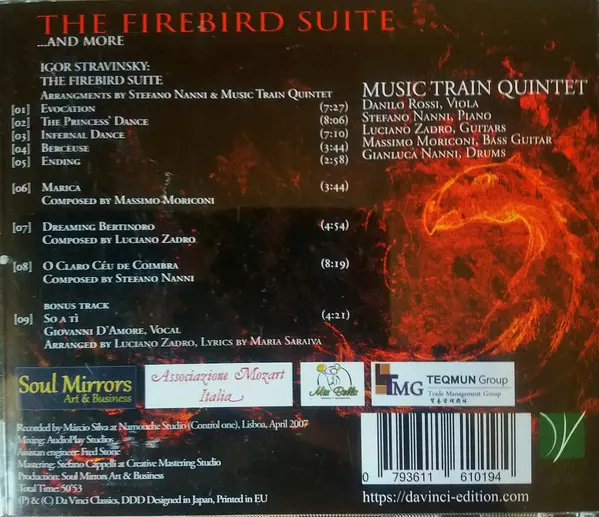 THE FIREBIRD SUITE
...AND MORE
IGOR STRAVINSKY:
THE FIREBIRD SUITE
ARRANGMENTS BY STEFANO NANNI & MUSIC TRAIN QUINTET
[01] EVOCATION (7:27)
[02] THE PRINCESS' DANCE (8:06)
[03] INFERNAL DANCE (7:10)
[04] BERCEUSE (3:44)
[05] ENDING (2:58)
[06] MARICA (3:44)
COMPOSED BY MASSIMO MORICONI
[07] DREAMING BERTINORO (4:54)
COMPOSED BY LUCIANO ZADRO
[08] O CLARO CÉU DE COIMBRA (8:19)
COMPOSED BY STEFANO NANNI
BONUS TRACK
[09] SO A TÌ (4:21)
GIOVANNI D'AMORE, VOCAL
ARRANGED BY LUCIANO ZADRO, LYRICS BY MARIA SARAIVA
MUSIC TRAIN QUINTET
DANILO ROSSI, VIOLA
STEFANO NANNI, PIANO
LUCIANO ZADRO, GUITARS
MASSIMO MORICONI, BASS GUITAR
GIANLUCA NANNI, DRUMS
Soul Mirrors
Art & Business
Associazione Mozart
Italia
TMG TEQMUN Group
Trade Management Group
Recorded by Márcio Silva at Namouche Studio (Control one), Lisboa, April 2007
Mixing: AudioPlay Studios
Assistan engineer: Fred Stone
Mastering: Stefano Cappelli at Creative Mastering Studio
Production: Soul Mirrors Art & Business
Total Time: 50'53
(P) & (C) Da Vinci Classics, DDD Designed in Japan, Printed in EU
0 793611 610194
https://davinci-edition.com